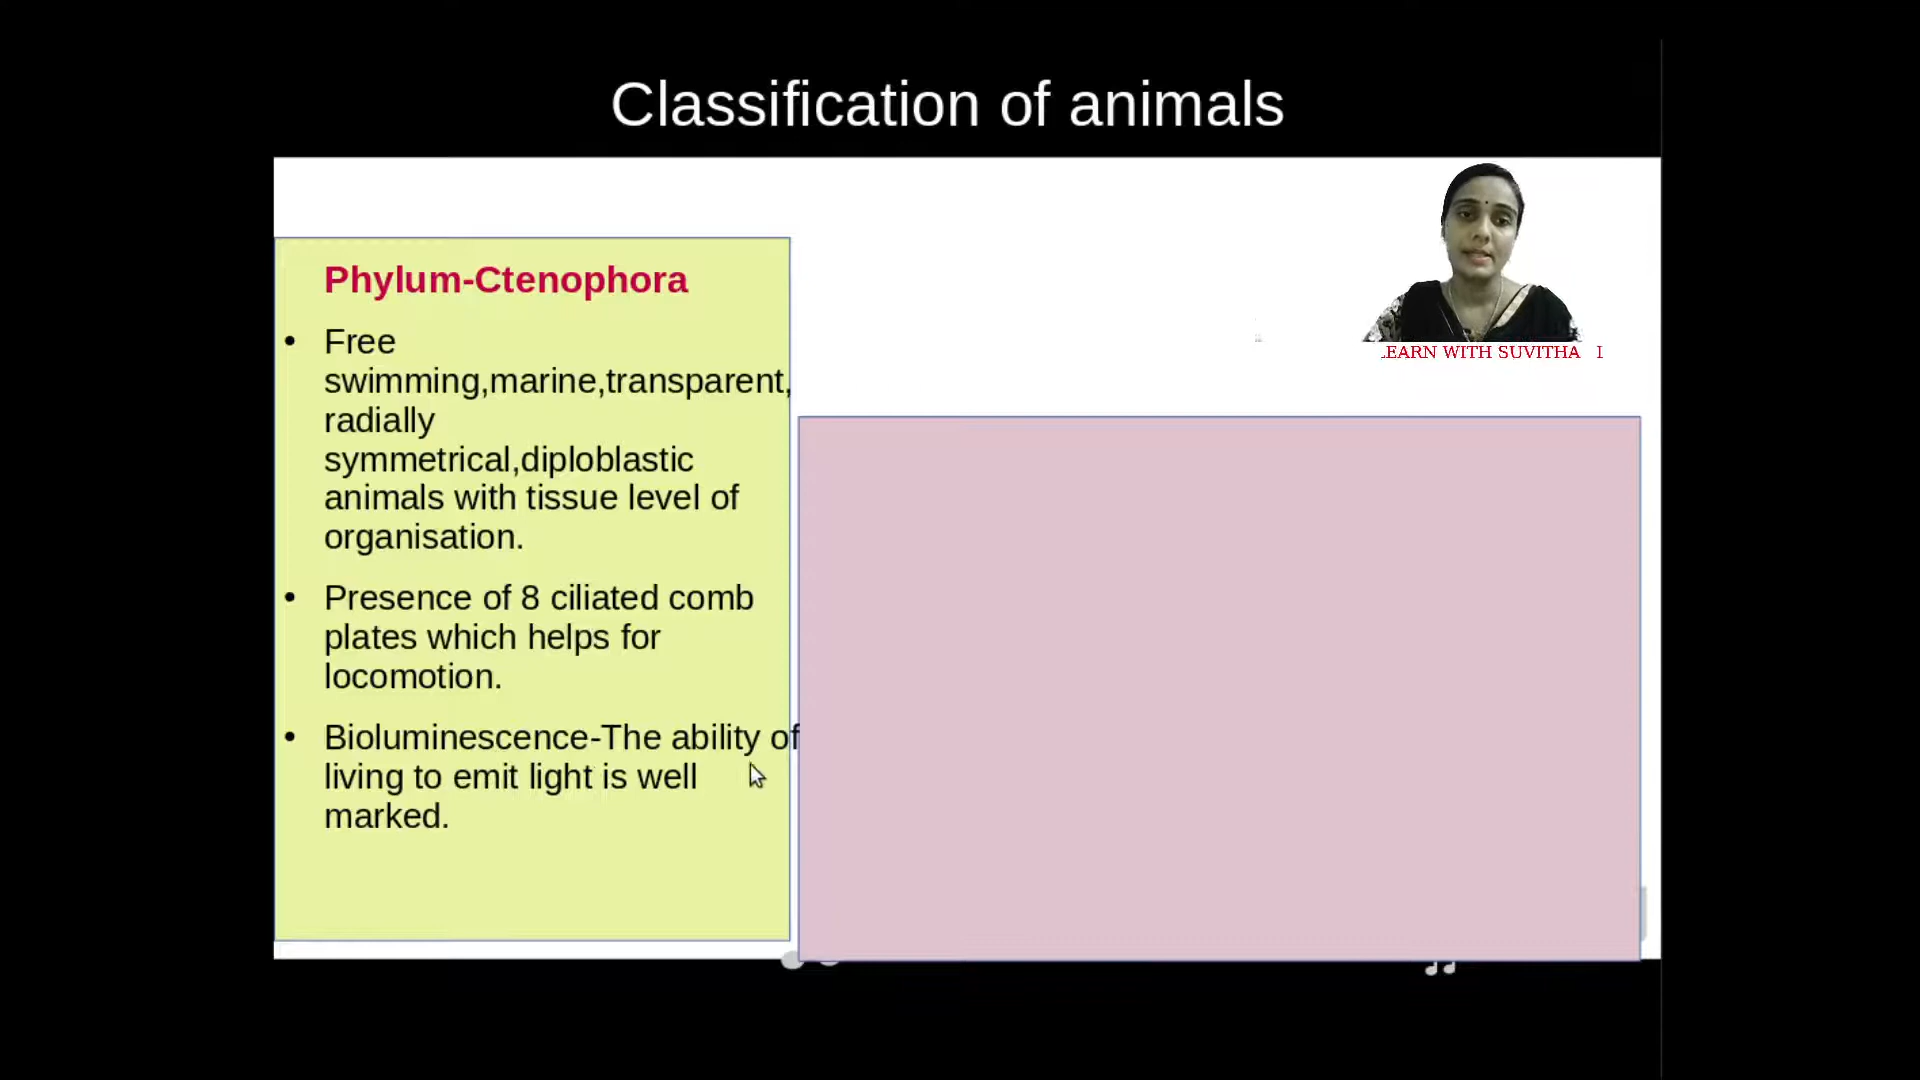 Classification of animals
LEARN WITH SUVITHA I
Phylum-Ctenophora
• Free
swimming,marine,transparent,
radially
symmetrical,diploblastic
animals with tissue level of
organisation.
• Presence of 8 ciliated comb
plates which helps for
locomotion.
• Bioluminescence-The ability of
living to emit light is well
marked.